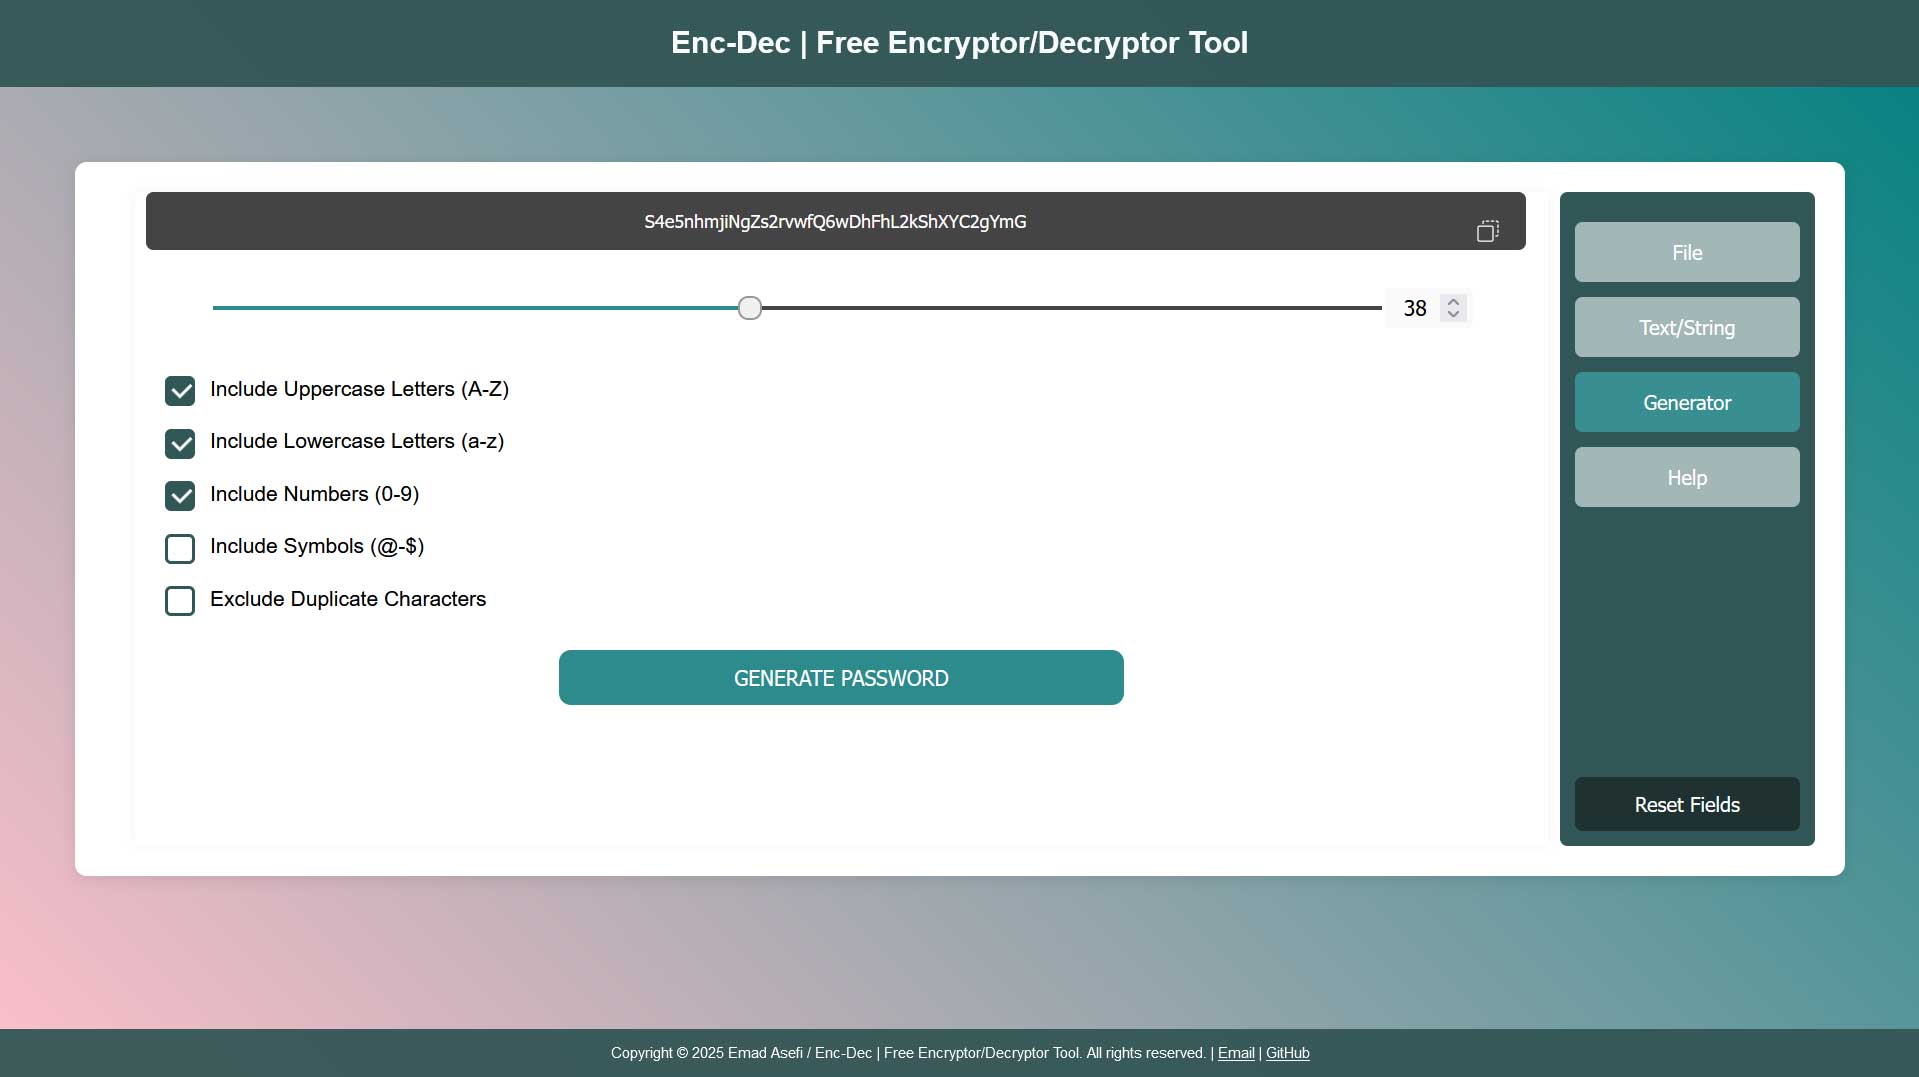 Enc-Dec | Free Encryptor/Decryptor Tool
S4e5nhmjiNgZs2rvwfQ6wDhFhL2kShXYC2gYmG
38
Include Uppercase Letters (A-Z)
Include Lowercase Letters (a-z)
Include Numbers (0-9)
Include Symbols (@-$)
Exclude Duplicate Characters
GENERATE PASSWORD
File
Text/String
Generator
Help
Reset Fields
Copyright © 2025 Emad Asefi / Enc-Dec | Free Encryptor/Decryptor Tool. All rights reserved. | Email | GitHub